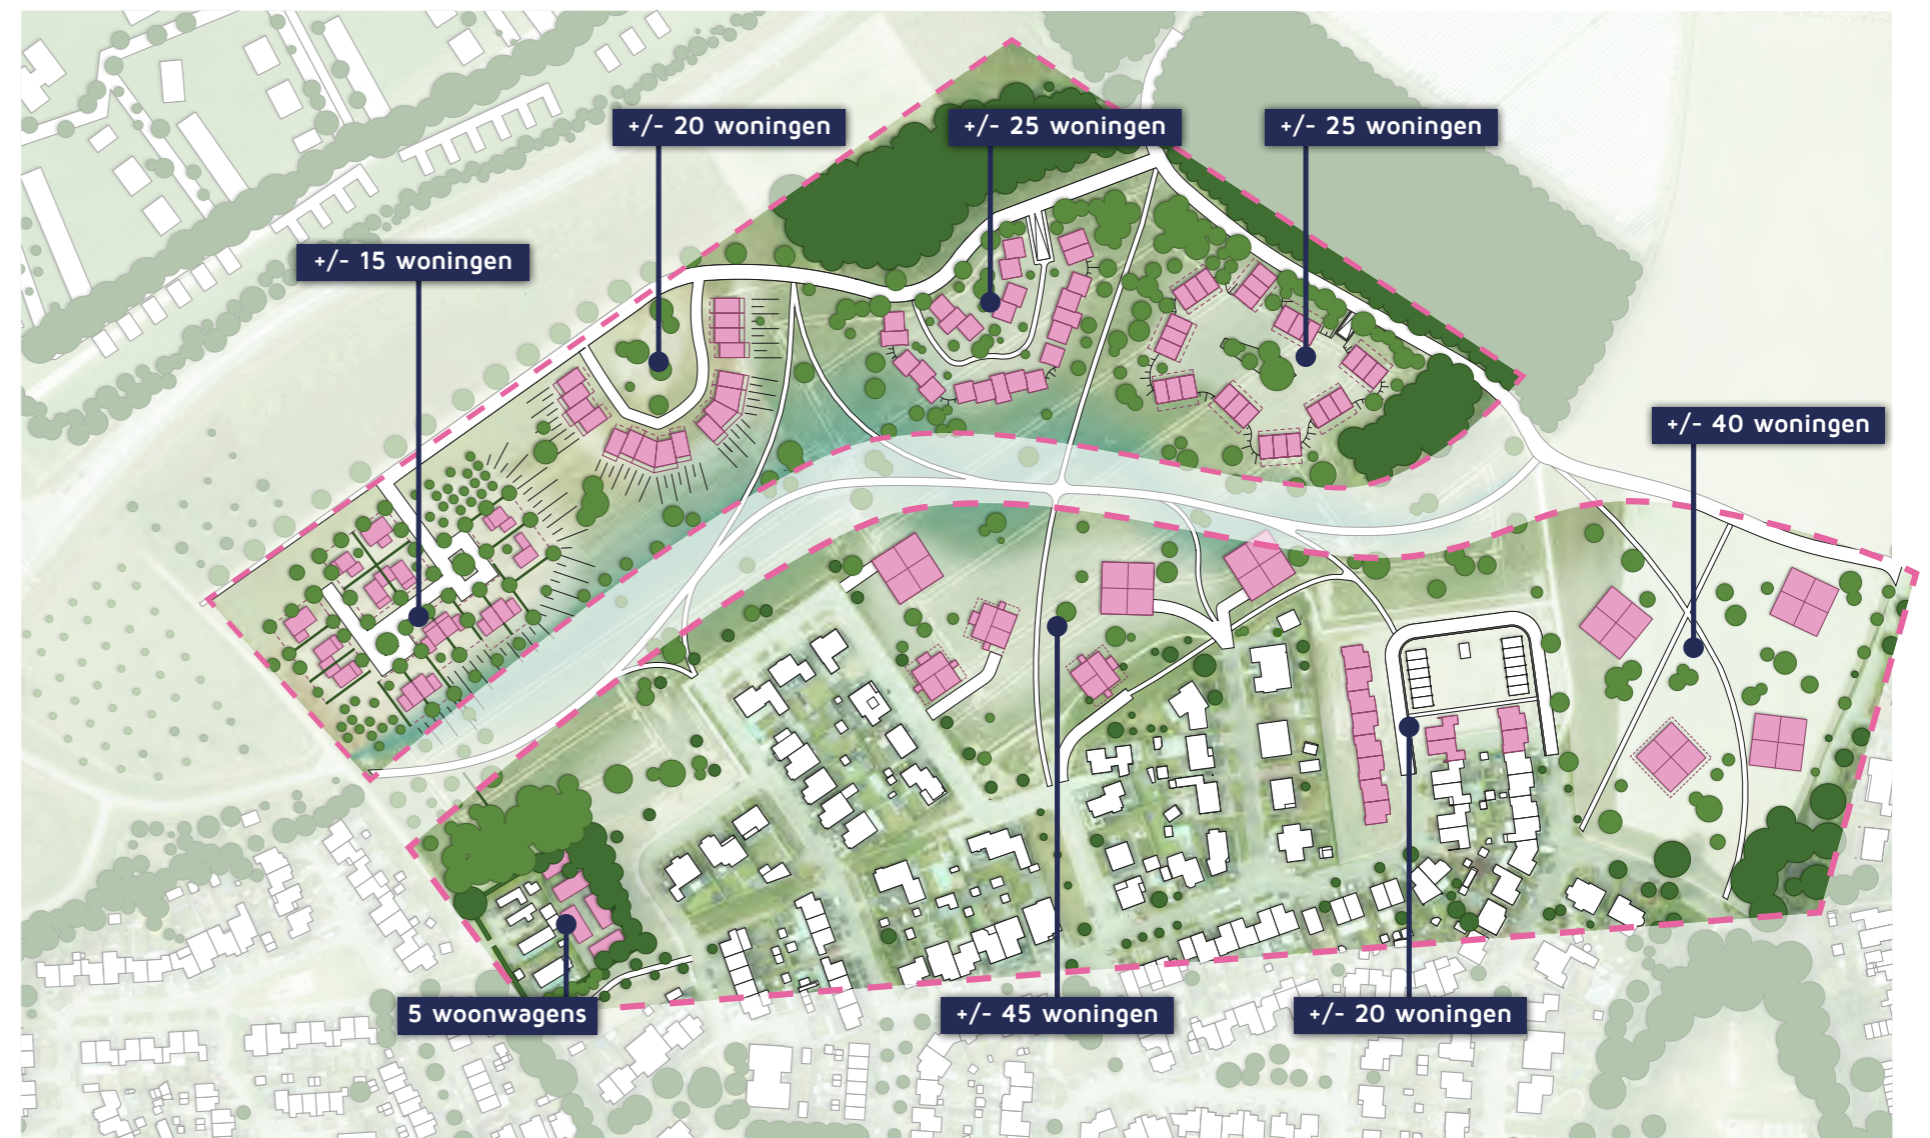 +/- 20 woningen
+/- 25 woningen
+/- 25 woningen
+/- 15 woningen
+/- 40 woningen
5 woonwagens
+/- 45 woningen
+/- 20 woningen